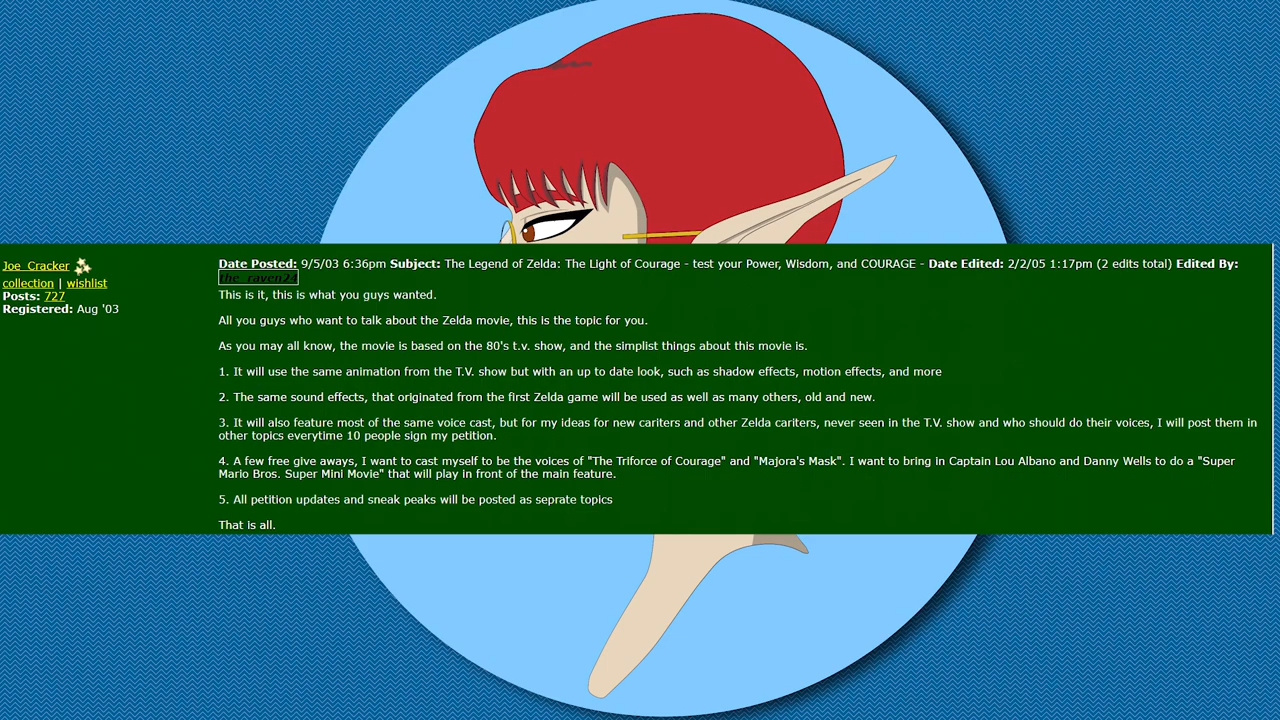 Joe_Cracker
collection | wishlist
Posts: 727
Registered: Aug '03
Date Posted: 9/5/03 6:36pm Subject: The Legend of Zelda: The Light of Courage - test your Power, Wisdom, and COURAGE - Date Edited: 2/2/05 1:17pm (2 edits total) Edited By:
the_raven24
This is it, this is what you guys wanted.
All you guys who want to talk about the Zelda movie, this is the topic for you.
As you may all know, the movie is based on the 80's t.v. show, and the simplist things about this movie is.
1. It will use the same animation from the T.V. show but with an up to date look, such as shadow effects, motion effects, and more
2. The same sound effects, that originated from the first Zelda game will be used as well as many others, old and new.
3. It will also feature most of the same voice cast, but for my ideas for new cariters and other Zelda cariters, never seen in the T.V. show and who should do their voices, I will post them in
other topics everytime 10 people sign my petition.
4. A few free give aways, I want to cast myself to be the voices of "The Triforce of Courage" and "Majora's Mask". I want to bring in Captain Lou Albano and Danny Wells to do a "Super
Mario Bros. Super Mini Movie" that will play in front of the main feature.
5. All petition updates and sneak peaks will be posted as seprate topics
That is all.